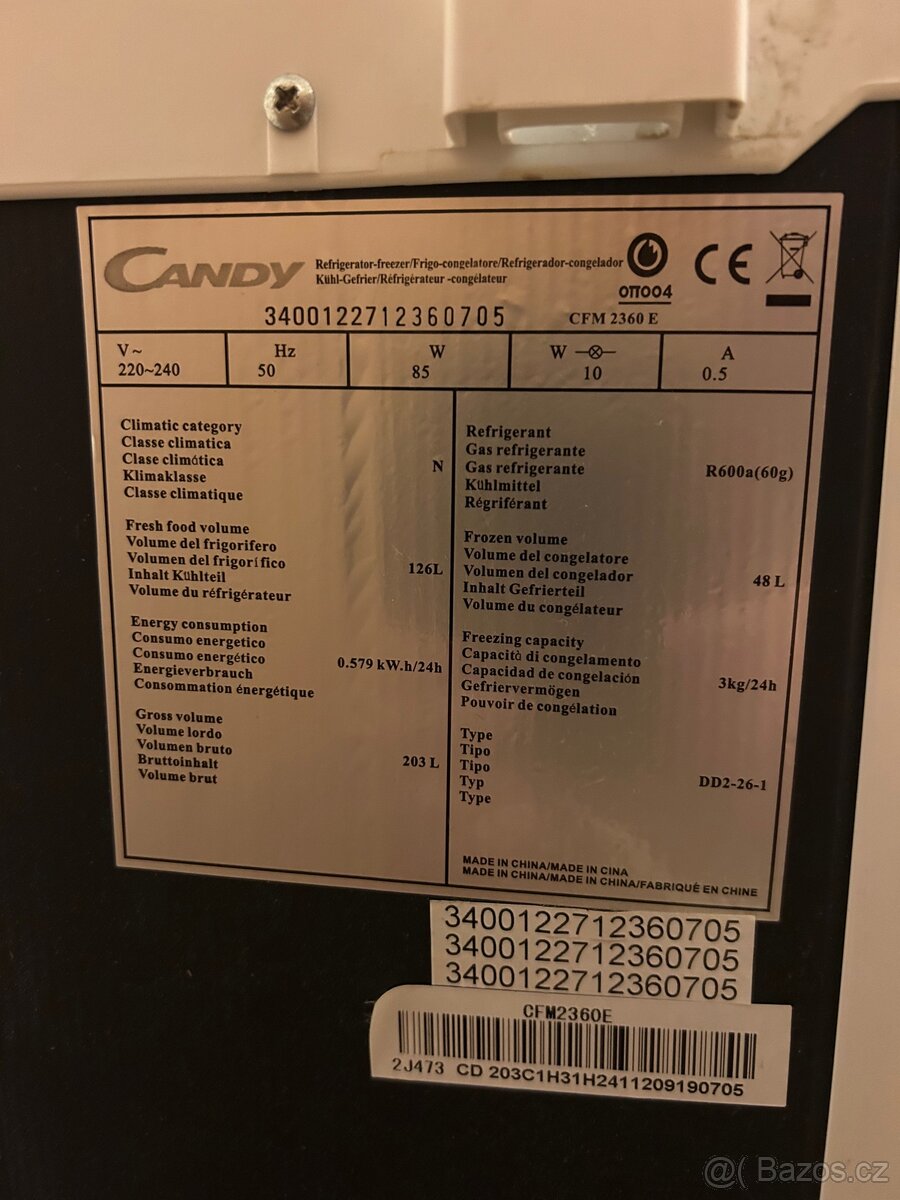 CANDY
Refrigerator-freezer/Frigo-congelatore/Refrigerador-congelador
Kühl-Gefrier/Réfrigérateur -congélateur
OTT004
CE
3400122712360705
CFM 2360 E
V~
220~240
Hz
50
W
85
W
10
A
0.5
Climatic category
Classe climatica
Clase climótica
Klimaklasse
Classe climatique
N
Fresh food volume
Volume del frigorifero
Volumen del frigorífico
Inhalt Kühlteil
Volume du réfrigérateur
126L
Energy consumption
Consumo energetico
Consumo energético
Energieverbrauch
Consommation énergétique
0.579 kW.h/24h
Gross volume
Volume lordo
Volumen bruto
Bruttoinhalt
Volume brut
203 L
Refrigerant
Gas refrigerante
Gas refrigerante
Kühlmittel
Régriférant
R600a(60g)
Frozen volume
Volume del congelatore
Volumen del congelador
Inhalt Gefrierteil
Volume du congélateur
48 L
Freezing capacity
Capacità di congelamento
Capacidad de congelación
Gefriervermögen
Pouvoir de congélation
3kg/24h
Type
Tipo
Tipo
Typ
Type
DD2-26-1
MADE IN CHINA/MADE IN CINA
MADE IN CHINA/MADE IN CHINA/FABRIQUÉ EN CHINE
3400122712360705
3400122712360705
3400122712360705
CFM2360E
2J473 CD 203C1H31H2411209190705
@( Bazos.cz